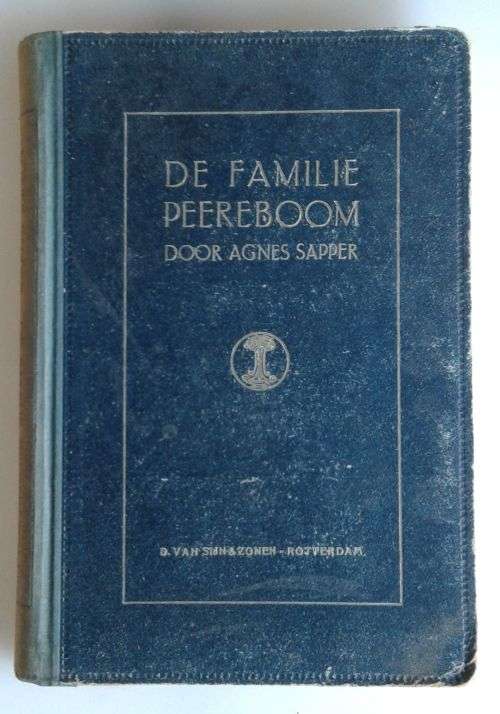 DE FAMILIE
PEEREBOOM
DOOR AGNES SAPPER
D. VAN SIJN & ZONEN - ROTTERDAM.